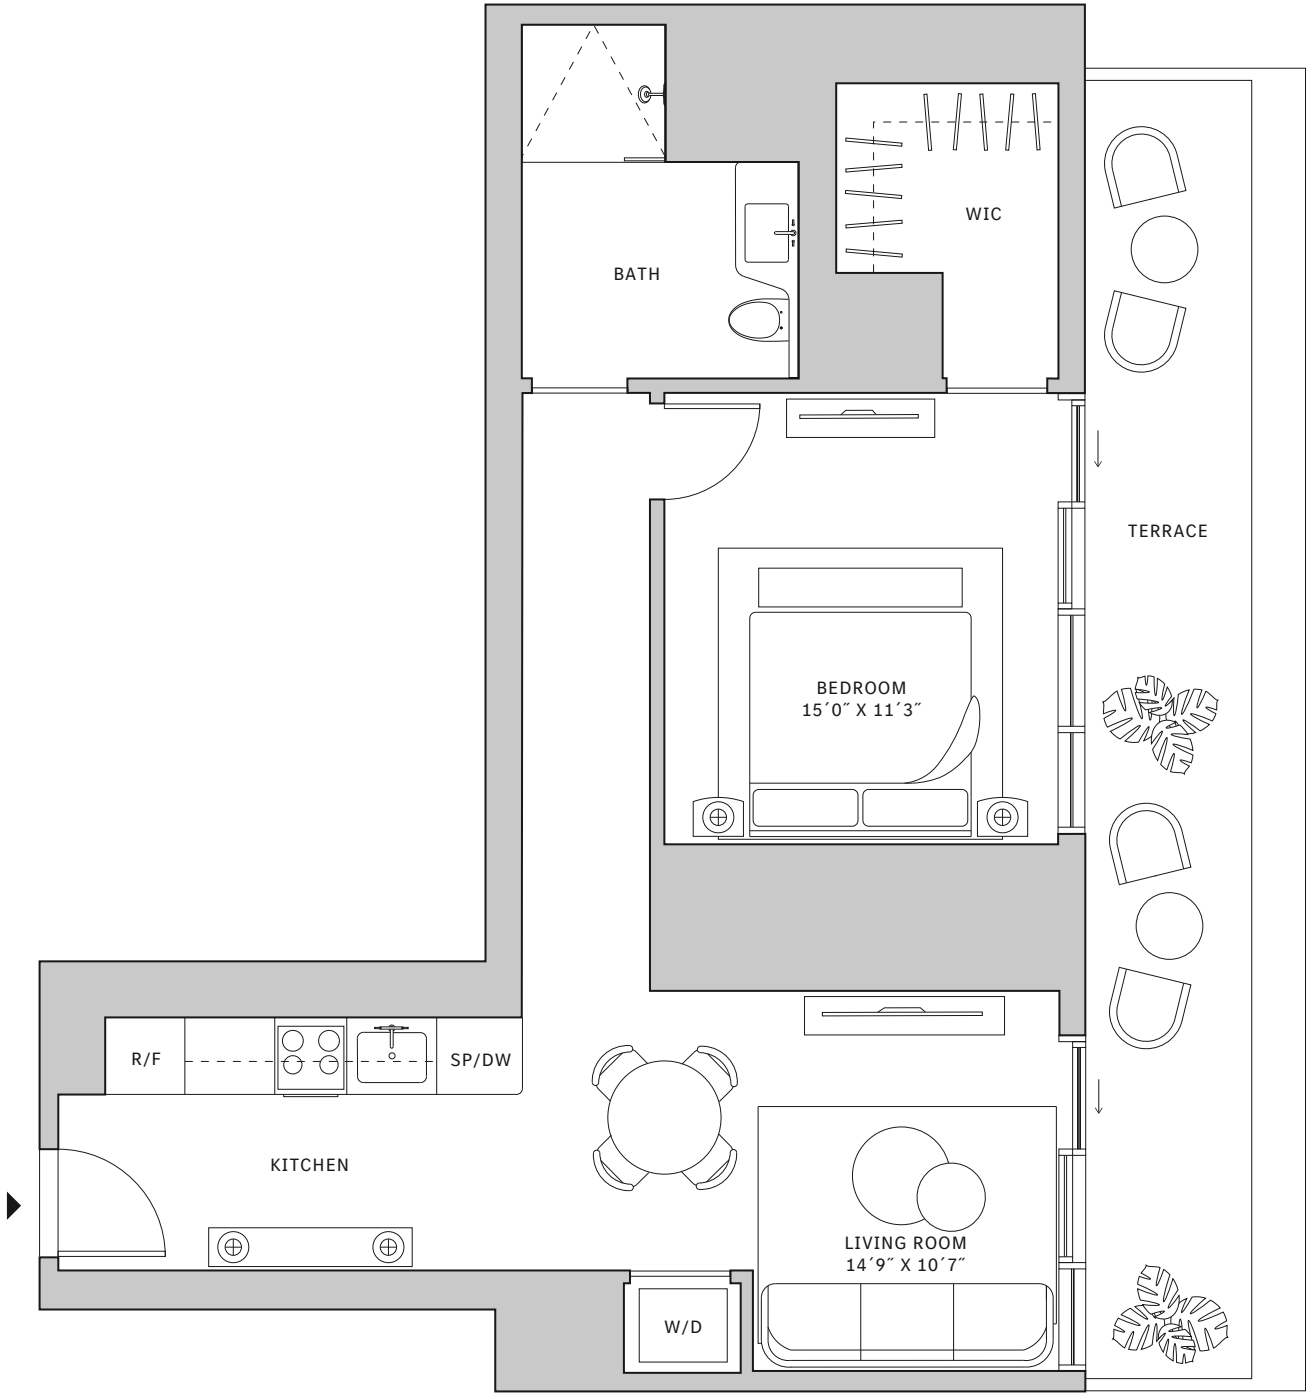 WIC
BATH
TERRACE
BEDROOM
15´0˝ X 11´3˝
R/F
SP/DW
KITCHEN
LIVING ROOM
14´9˝ X 10´7˝
W/D